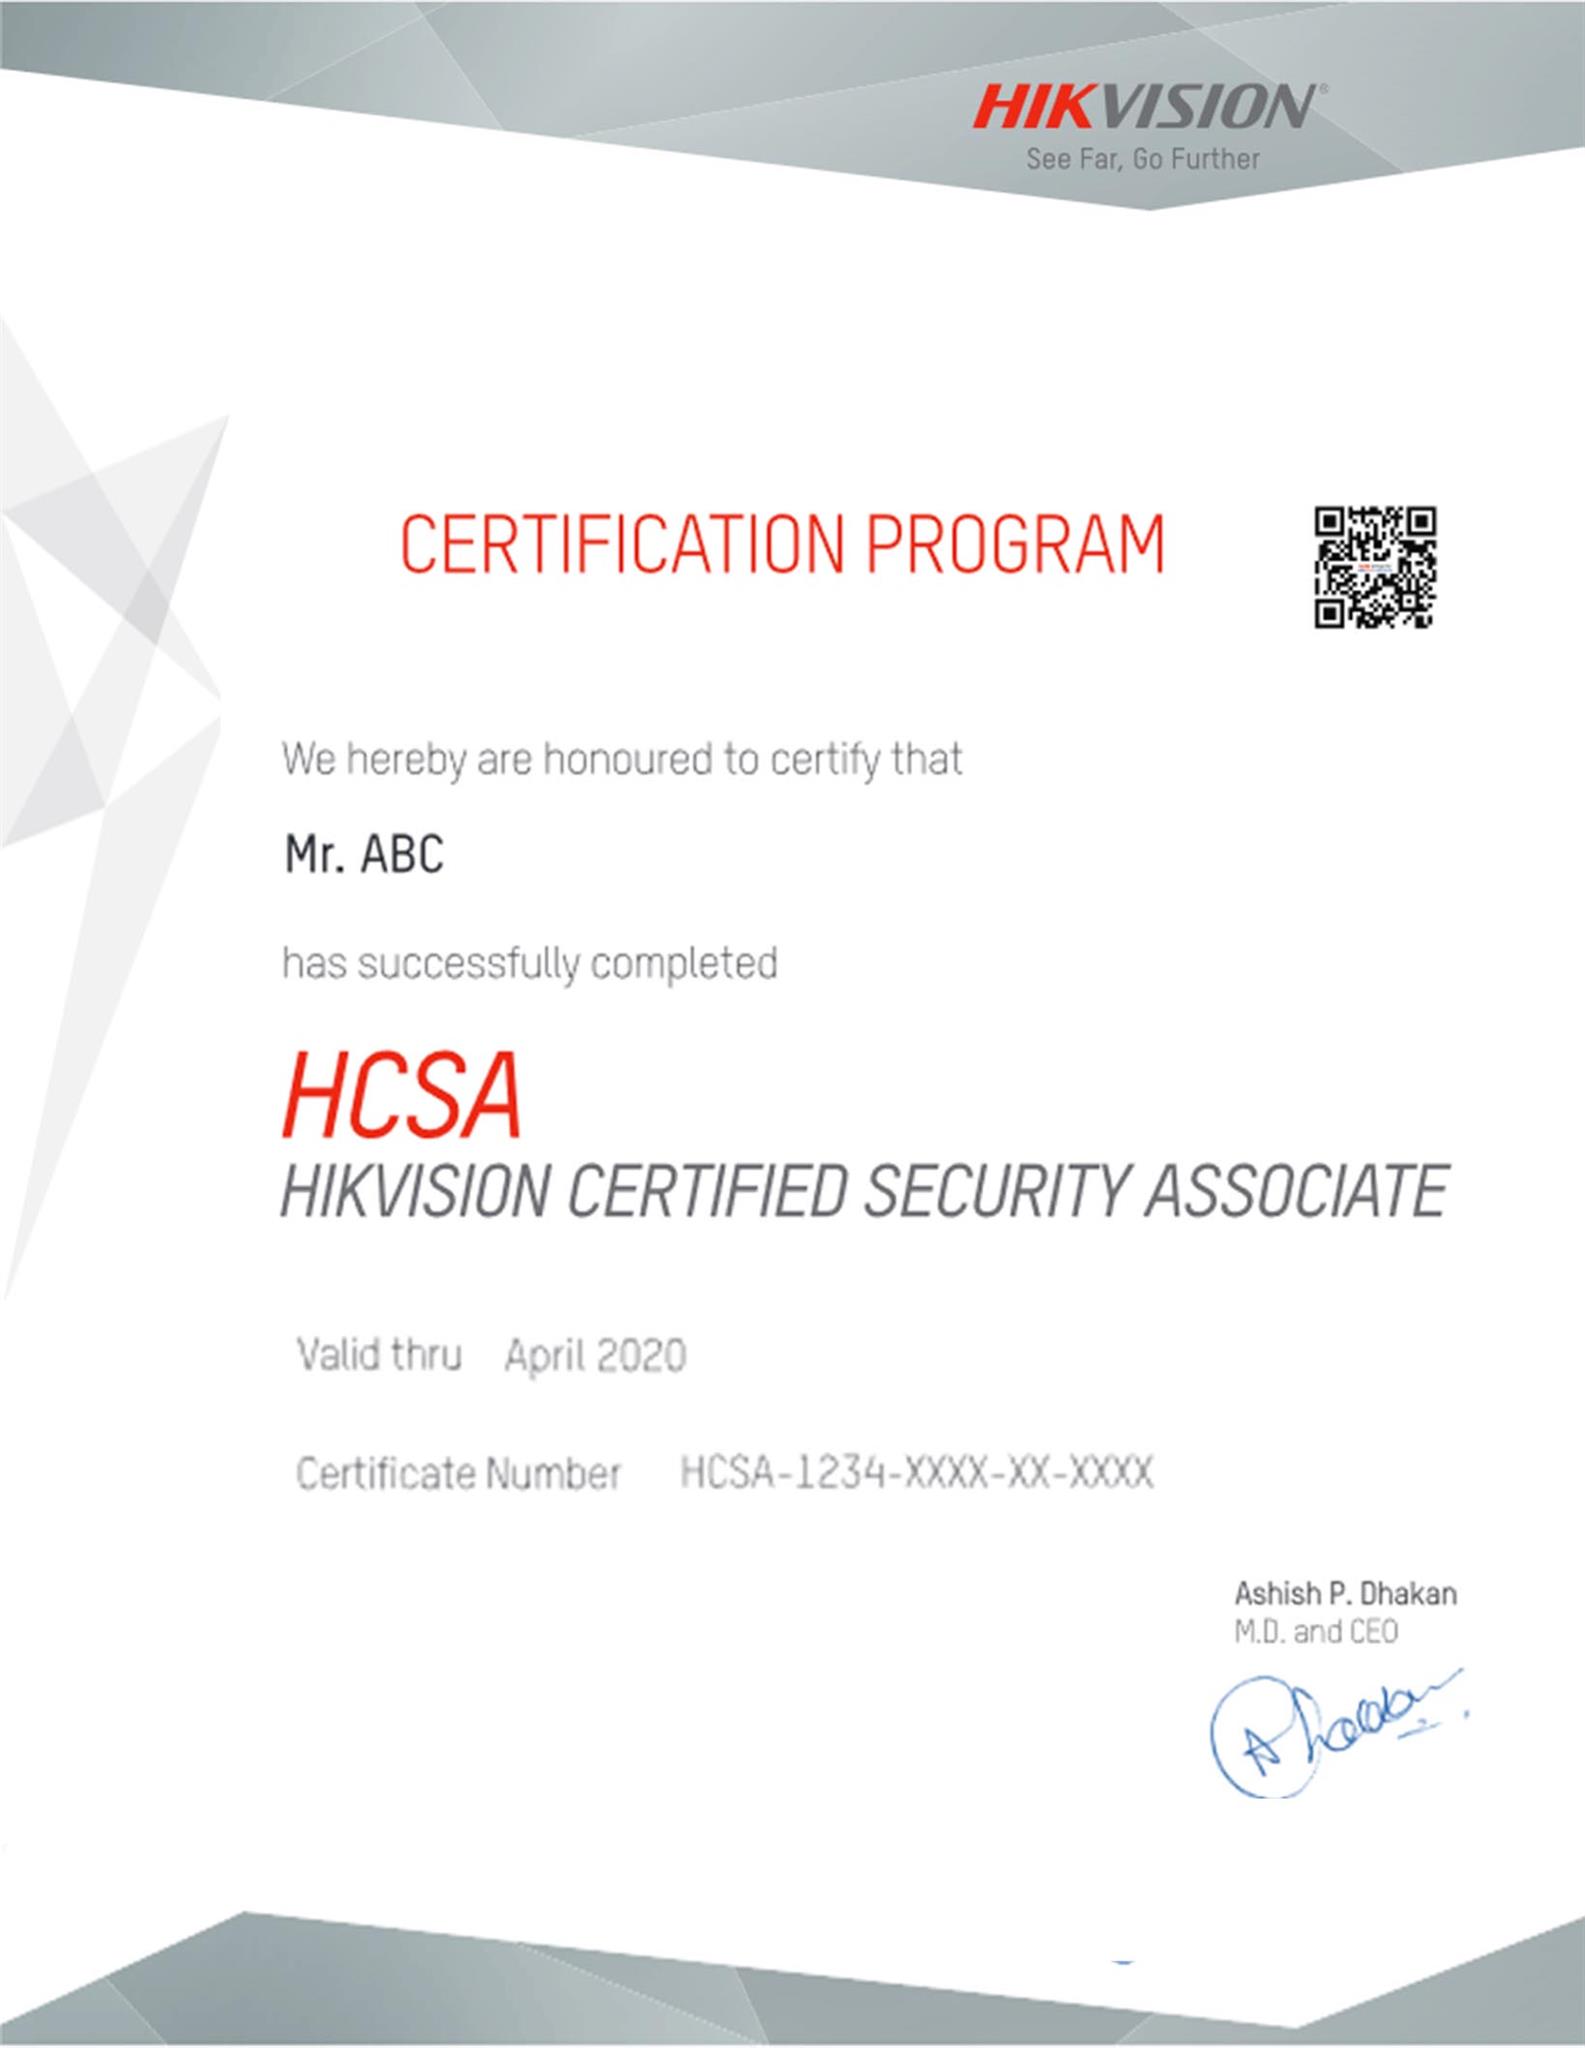 HIKVISION®
See Far, Go Further
CERTIFICATION PROGRAM
We hereby are honoured to certify that
Mr. ABC
has successfully completed
HCSA
HIKVISION CERTIFIED SECURITY ASSOCIATE
Valid thru April 2020
Certificate Number HCSA-1234-XXXX-XX-XXXX
Ashish P. Dhakan
M.D. and CEO